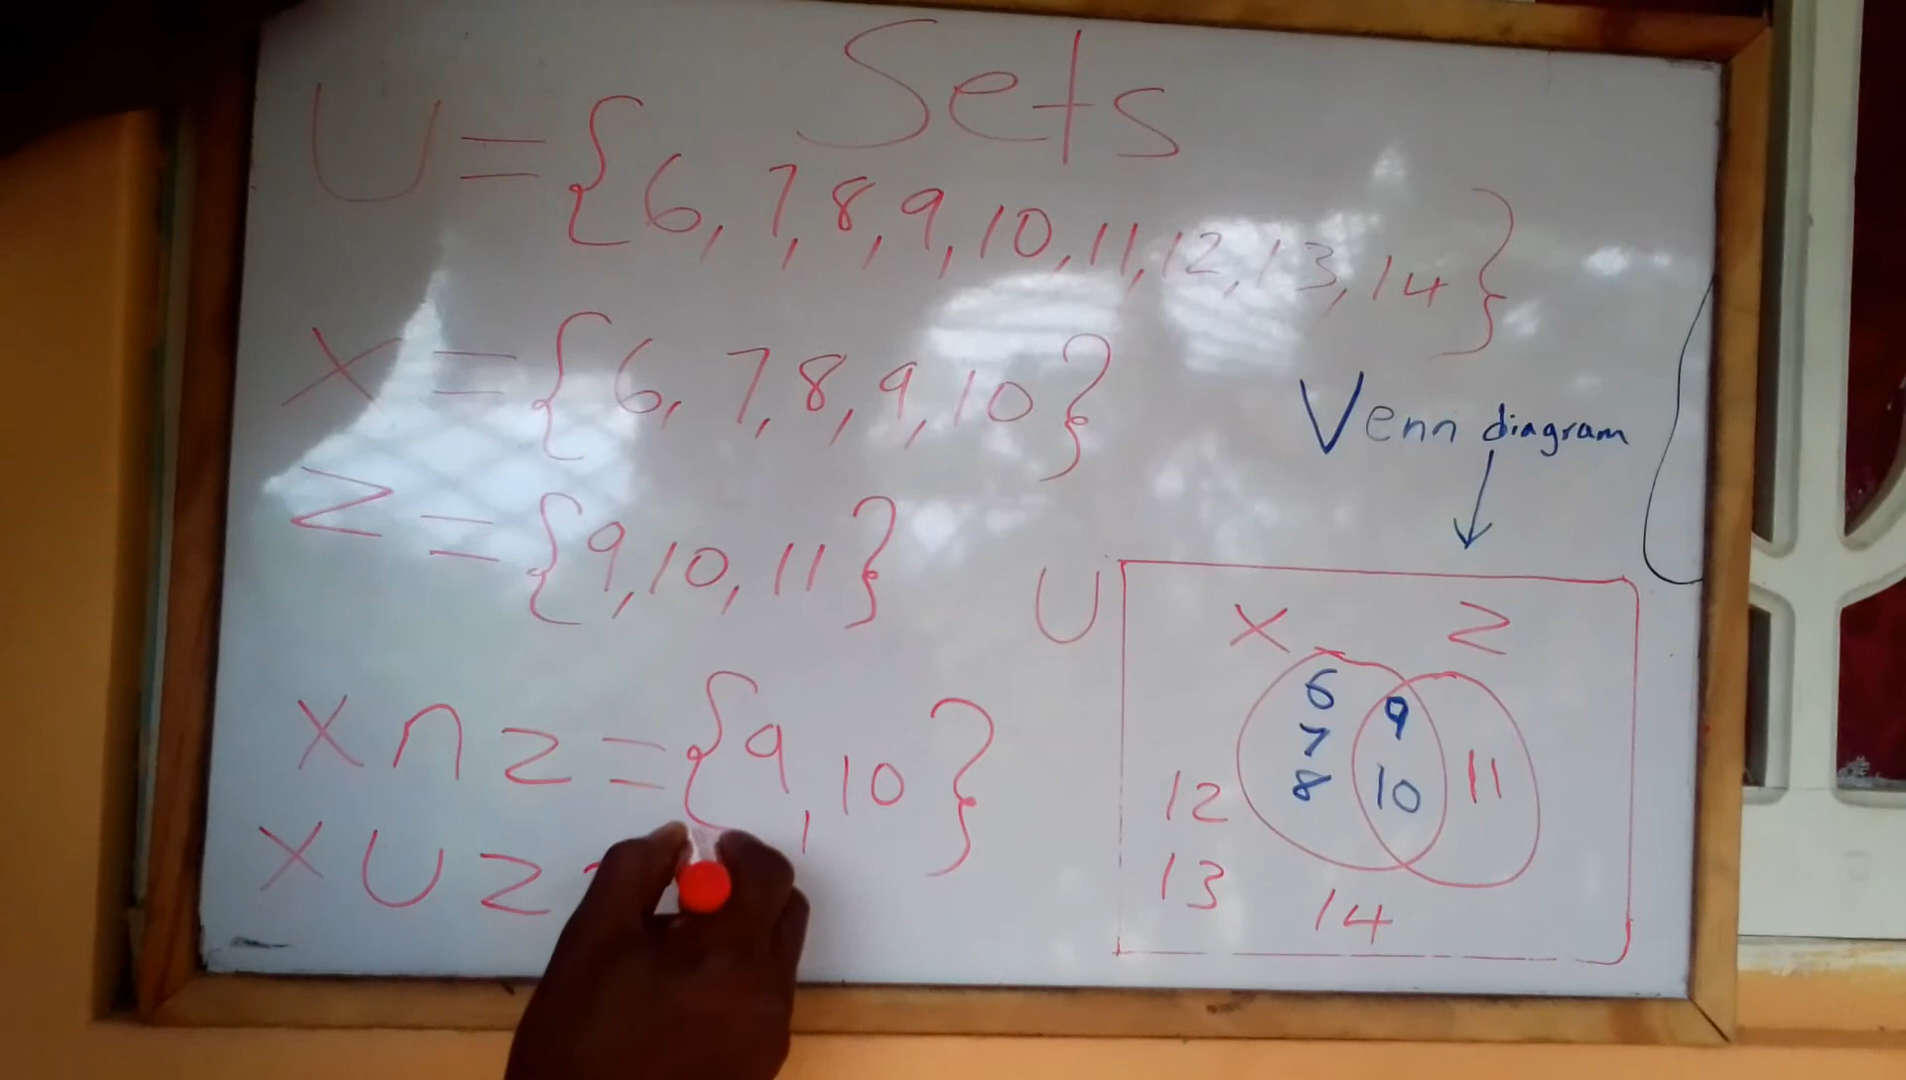 Sets
U={6,7,8,9,10,11,12,13,14}
X={6,7,8,9,10}
Z={9,10,11}
X∩Z={9,10}
X∪Z=
Venn diagram
U
X Z
6 9
7
8 10 11
12
13
14